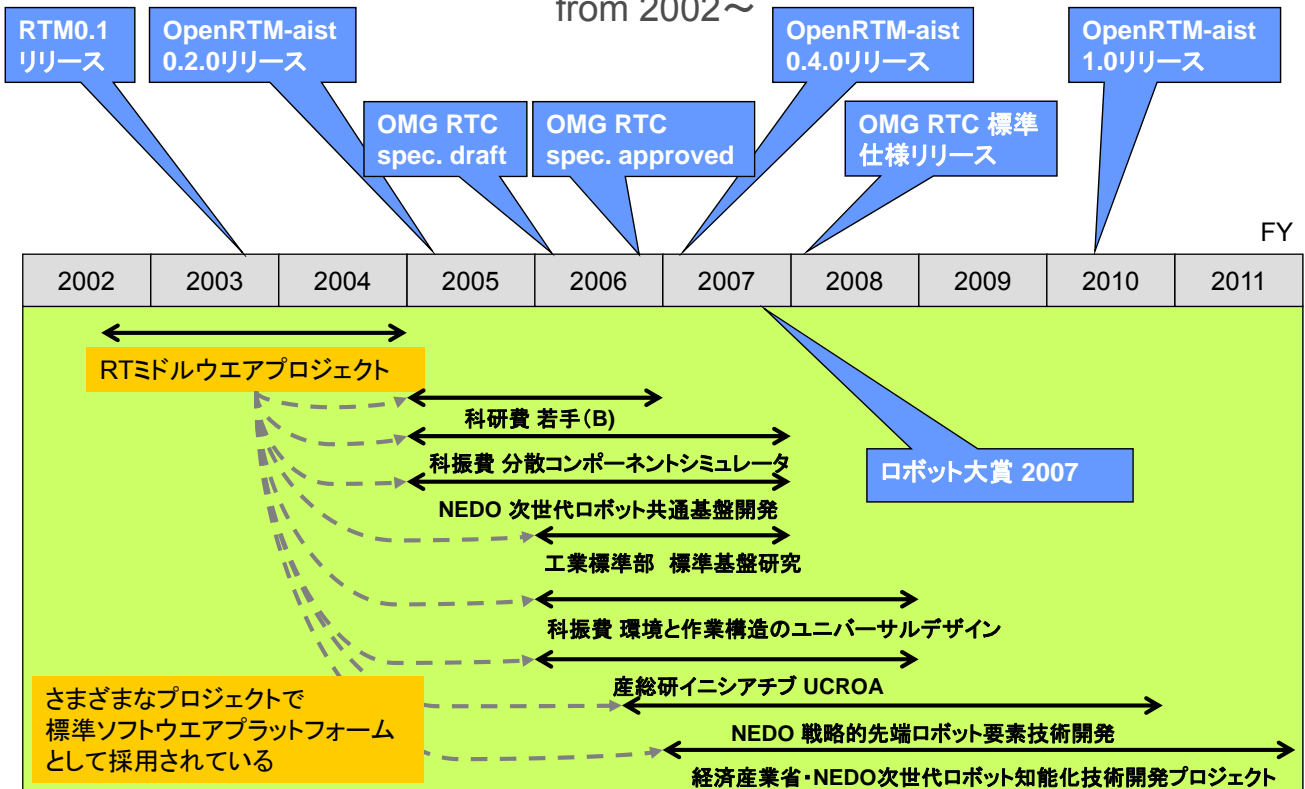 from 2002～
RTM0.1
リリース
OpenRTM-aist
0.2.0リリース
OpenRTM-aist
0.4.0リリース
OpenRTM-aist
1.0リリース
OMG RTC
spec. draft
OMG RTC
spec. approved
OMG RTC 標準
仕様リリース
FY
2002 2003 2004 2005 2006 2007 2008 2009 2010 2011
RTミドルウエアプロジェクト
科研費 若手（B)
科振費 分散コンポーネントシミュレータ
ロボット大賞 2007
NEDO 次世代ロボット共通基盤開発
工業標準部 標準基盤研究
科振費 環境と作業構造のユニバーサルデザイン
産総研イニシアチブ UCROA
さまざまなプロジェクトで
標準ソフトウエアプラットフォーム
として採用されている
NEDO 戦略的先端ロボット要素技術開発
経済産業省・NEDO次世代ロボット知能化技術開発プロジェクト